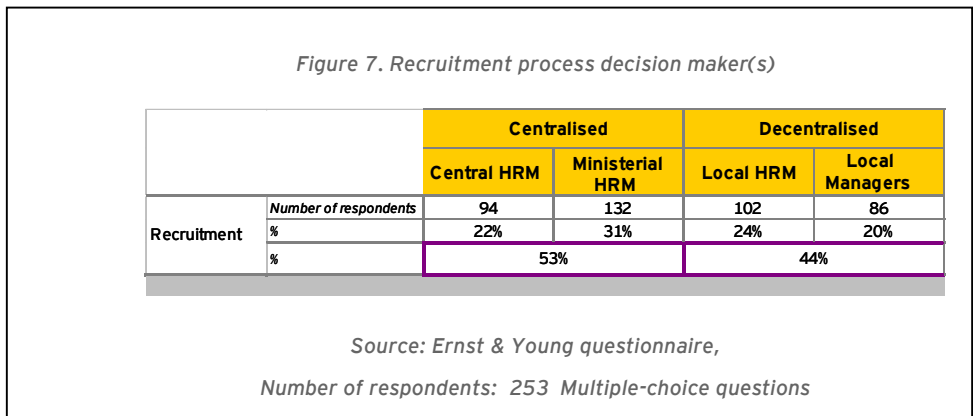 Figure 7. Recruitment process decision maker(s)
Centralised Decentralised
Central HRM Ministerial HRM Local HRM Local Managers
Number of respondents 94 132 102 86
Recruitment % 22% 31% 24% 20%
% 53% 44%
Source: Ernst & Young questionnaire,
Number of respondents: 253 Multiple-choice questions